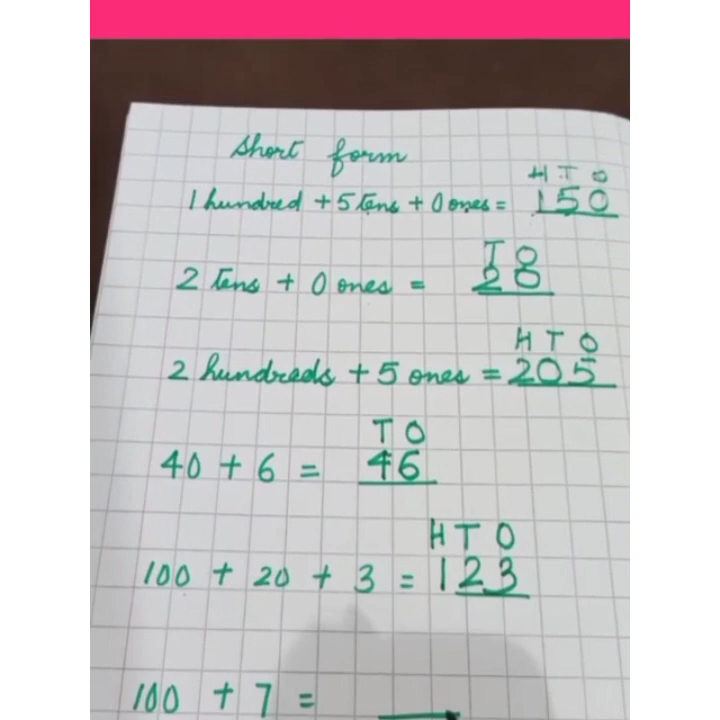 Short form
H T O
1 hundred + 5 Tens + 0 ones = 150
T O
2 Tens + 0 ones = 20
H T O
2 hundreds + 5 ones = 205
T O
40 + 6 = 46
H T O
100 + 20 + 3 = 123
100 + 7 =